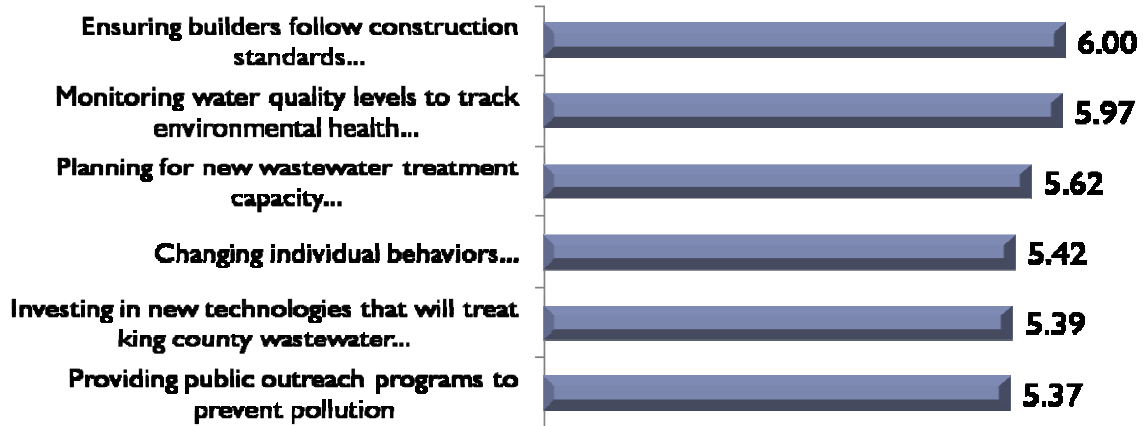 Ensuring builders follow construction
standards...
6.00
Monitoring water quality levels to track
environmental health...
5.97
Planning for new wastewater treatment
capacity...
5.62
Changing individual behaviors...
5.42
Investing in new technologies that will treat
king county wastewater...
5.39
Providing public outreach programs to
prevent pollution
5.37